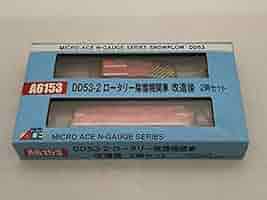 MICRO ACE N-GAUGE SERIES SNOWPLOW DD53
A6153 DD53-2 ロータリー除雪機関車 改造後 2両セット
MICRO ACE N-GAUGE SERIES
A6153 DD53-2 ロータリー除雪機関車
改造後 2両セット